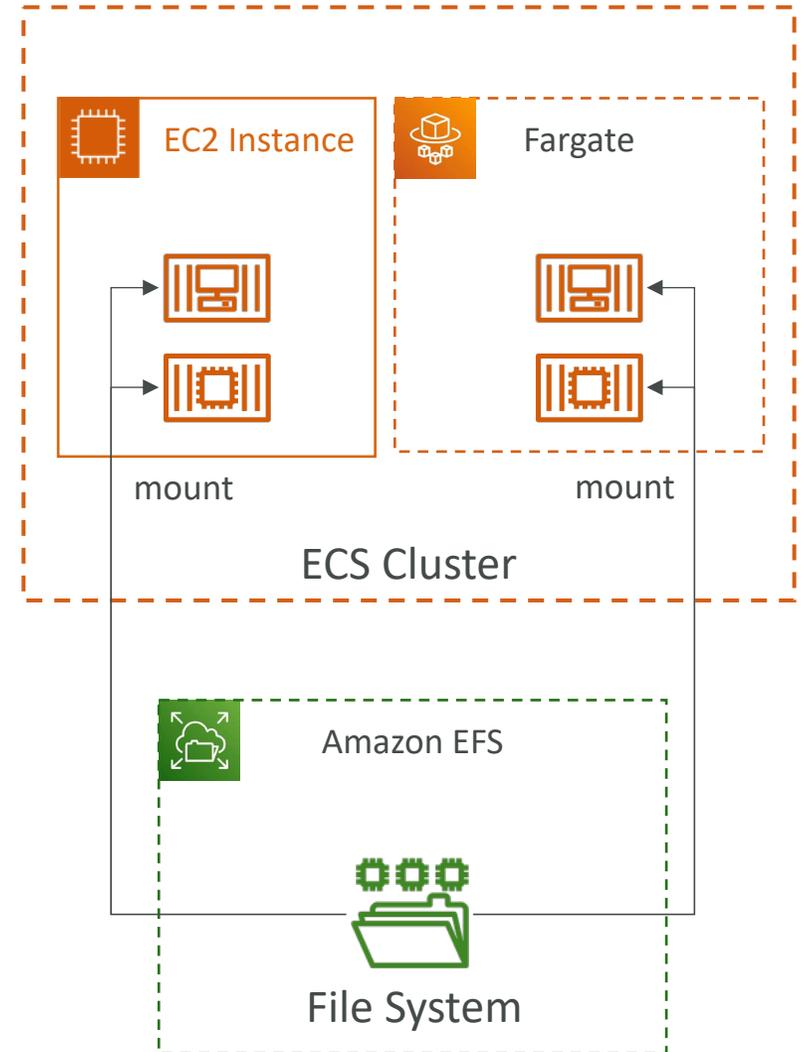 EC2 Instance
Fargate
mount
mount
ECS Cluster
Amazon EFS
File System